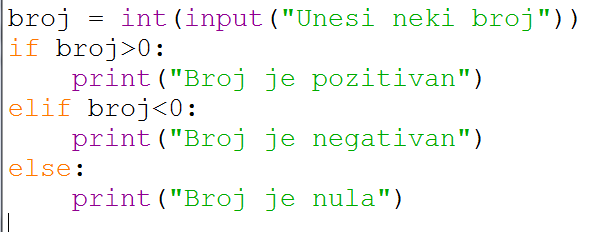 broj = int(input("Unesi neki broj"))
if broj>0:
    print("Broj je pozitivan")
elif broj<0:
    print("Broj je negativan")
else:
    print("Broj je nula")